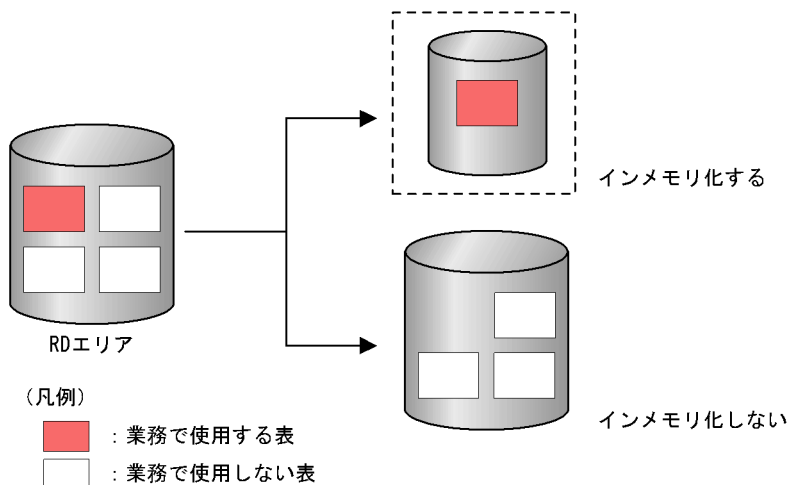 インメモリ化する
RDエリア
(凡例)
：業務で使用する表
インメモリ化しない
：業務で使用しない表